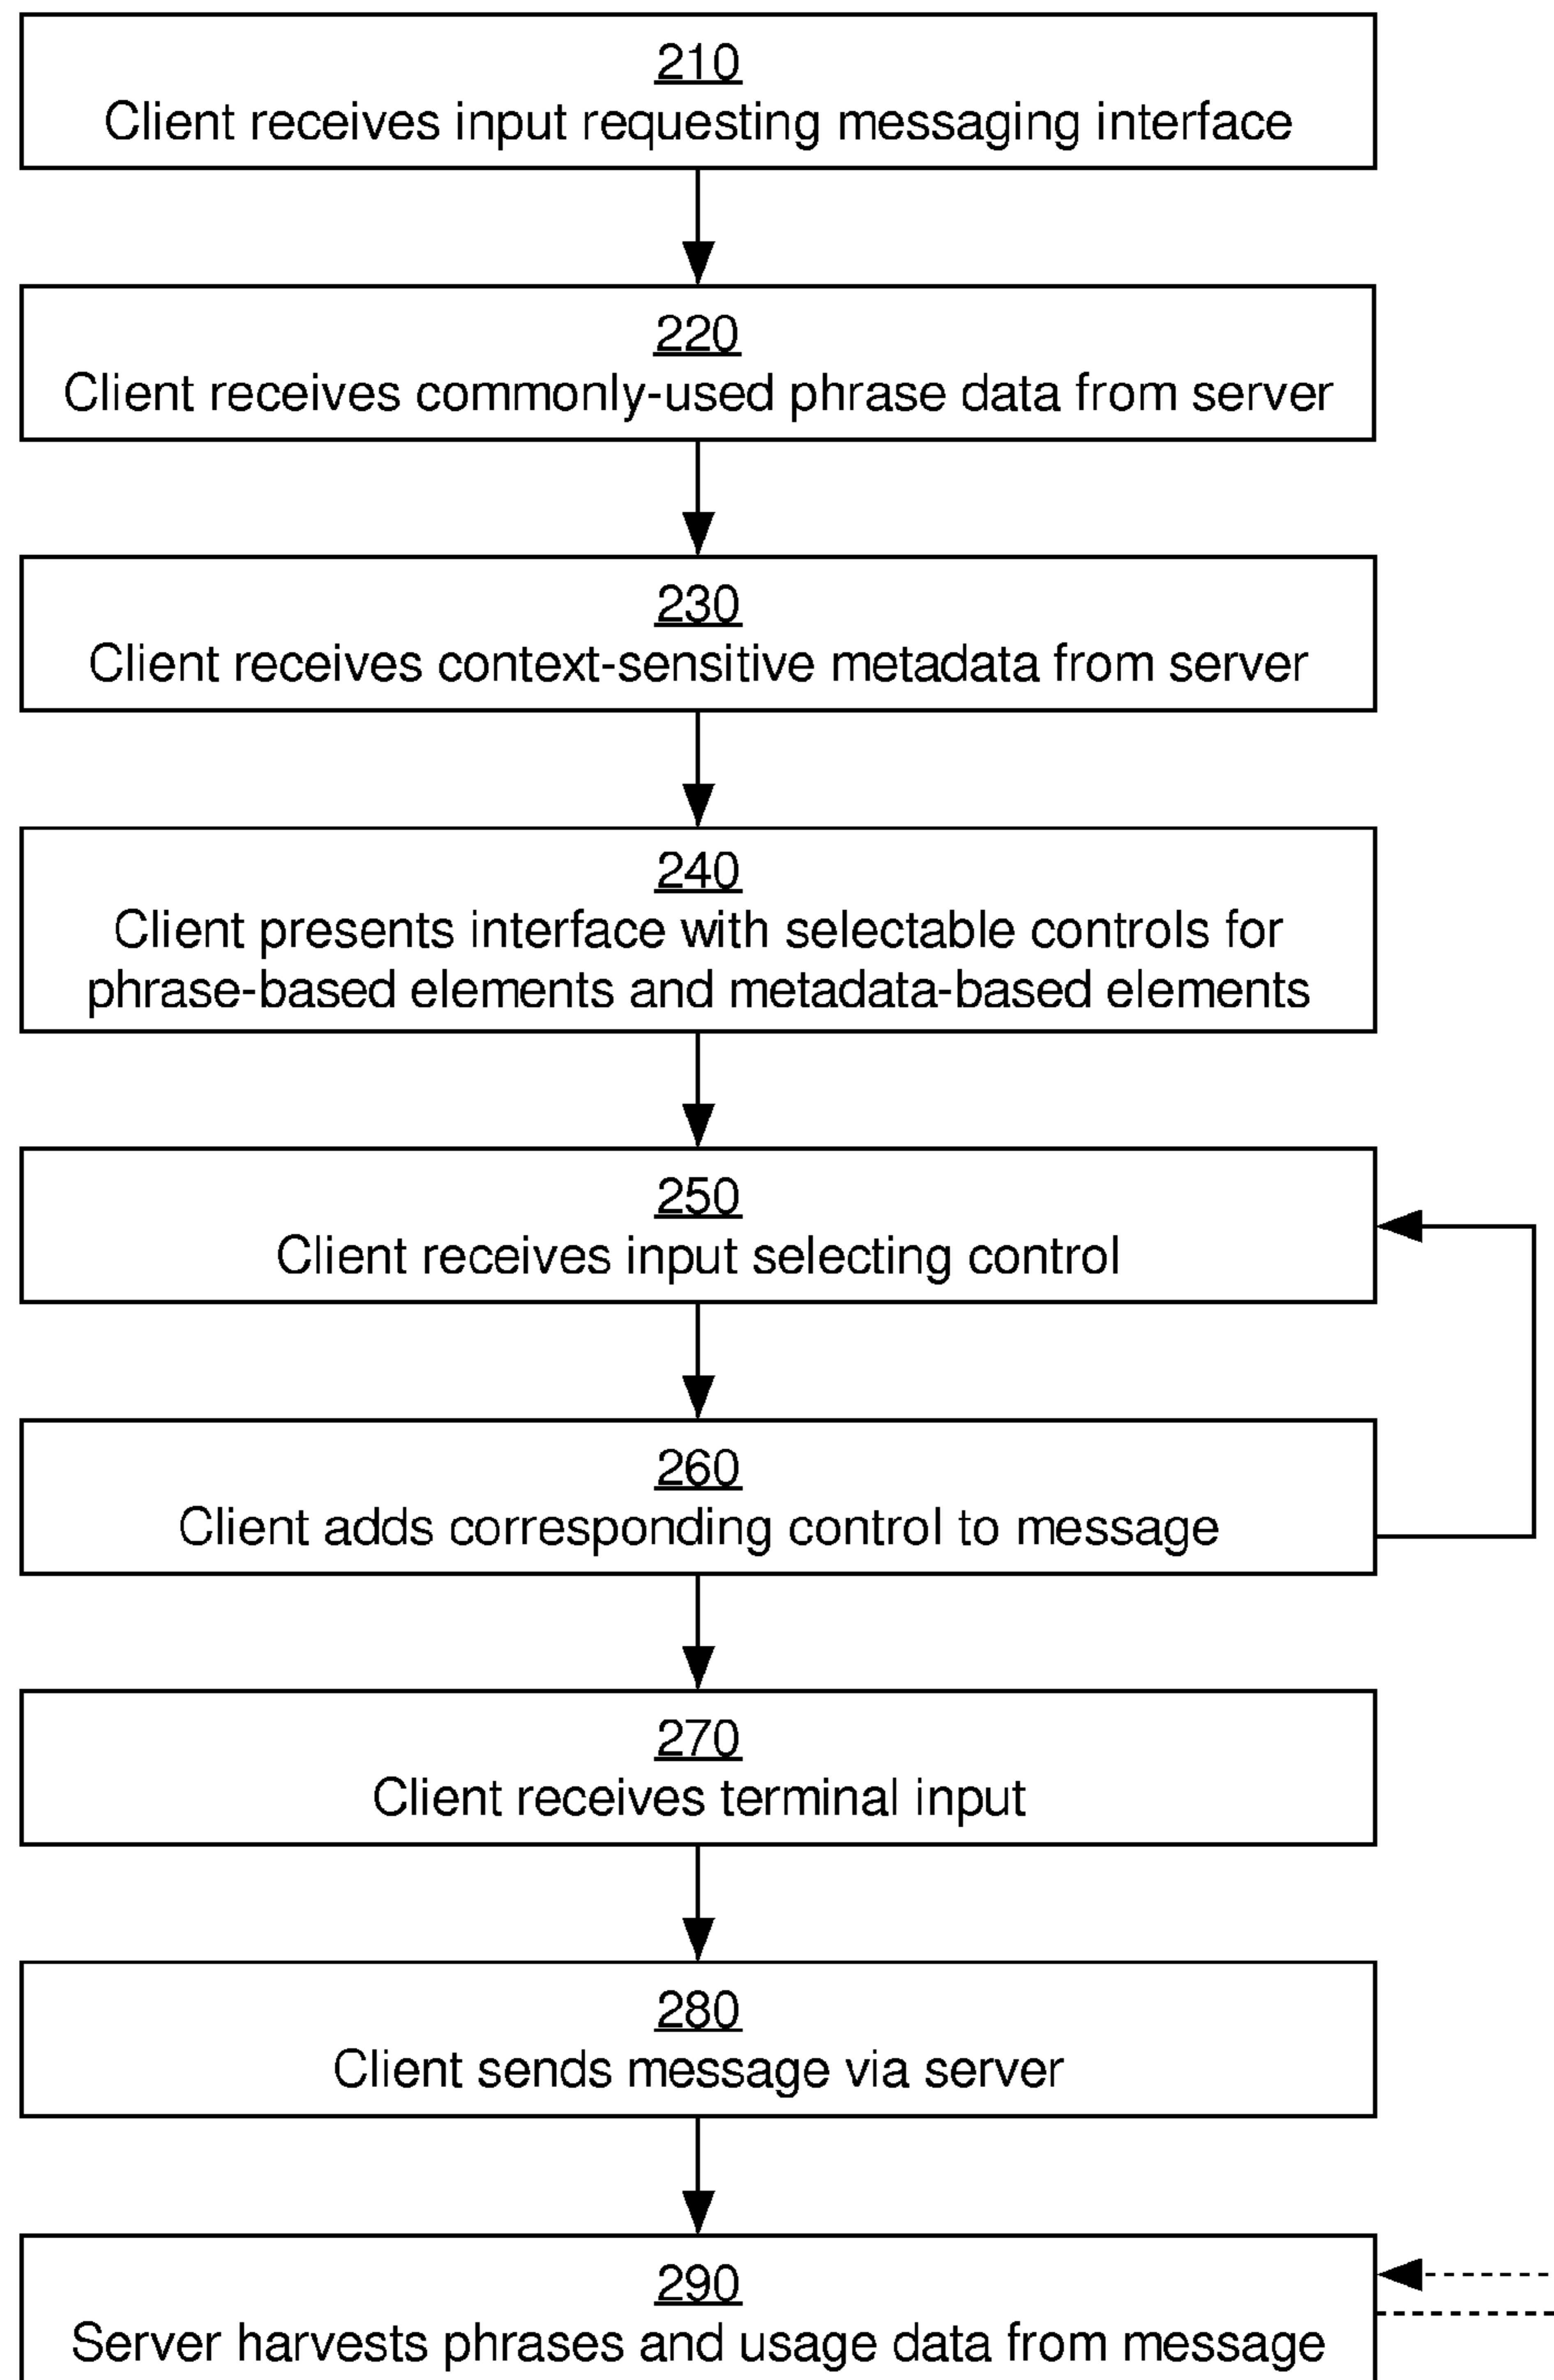 210
Client receives input requesting messaging interface
220
Client receives commonly-used phrase data from server
230
Client receives context-sensitive metadata from server
240
Client presents interface with selectable controls for
phrase-based elements and metadata-based elements
250
Client receives input selecting control
260
Client adds corresponding control to message
270
Client receives terminal input
280
Client sends message via server
290
Server harvests phrases and usage data from message